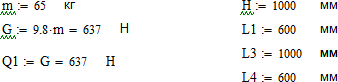 m := 65 кг
G := 9.8·m = 637 Н
Q1 := G = 637 Н
H := 1000 мм
L1 := 600 мм
L3 := 1000 мм
L4 := 600 мм